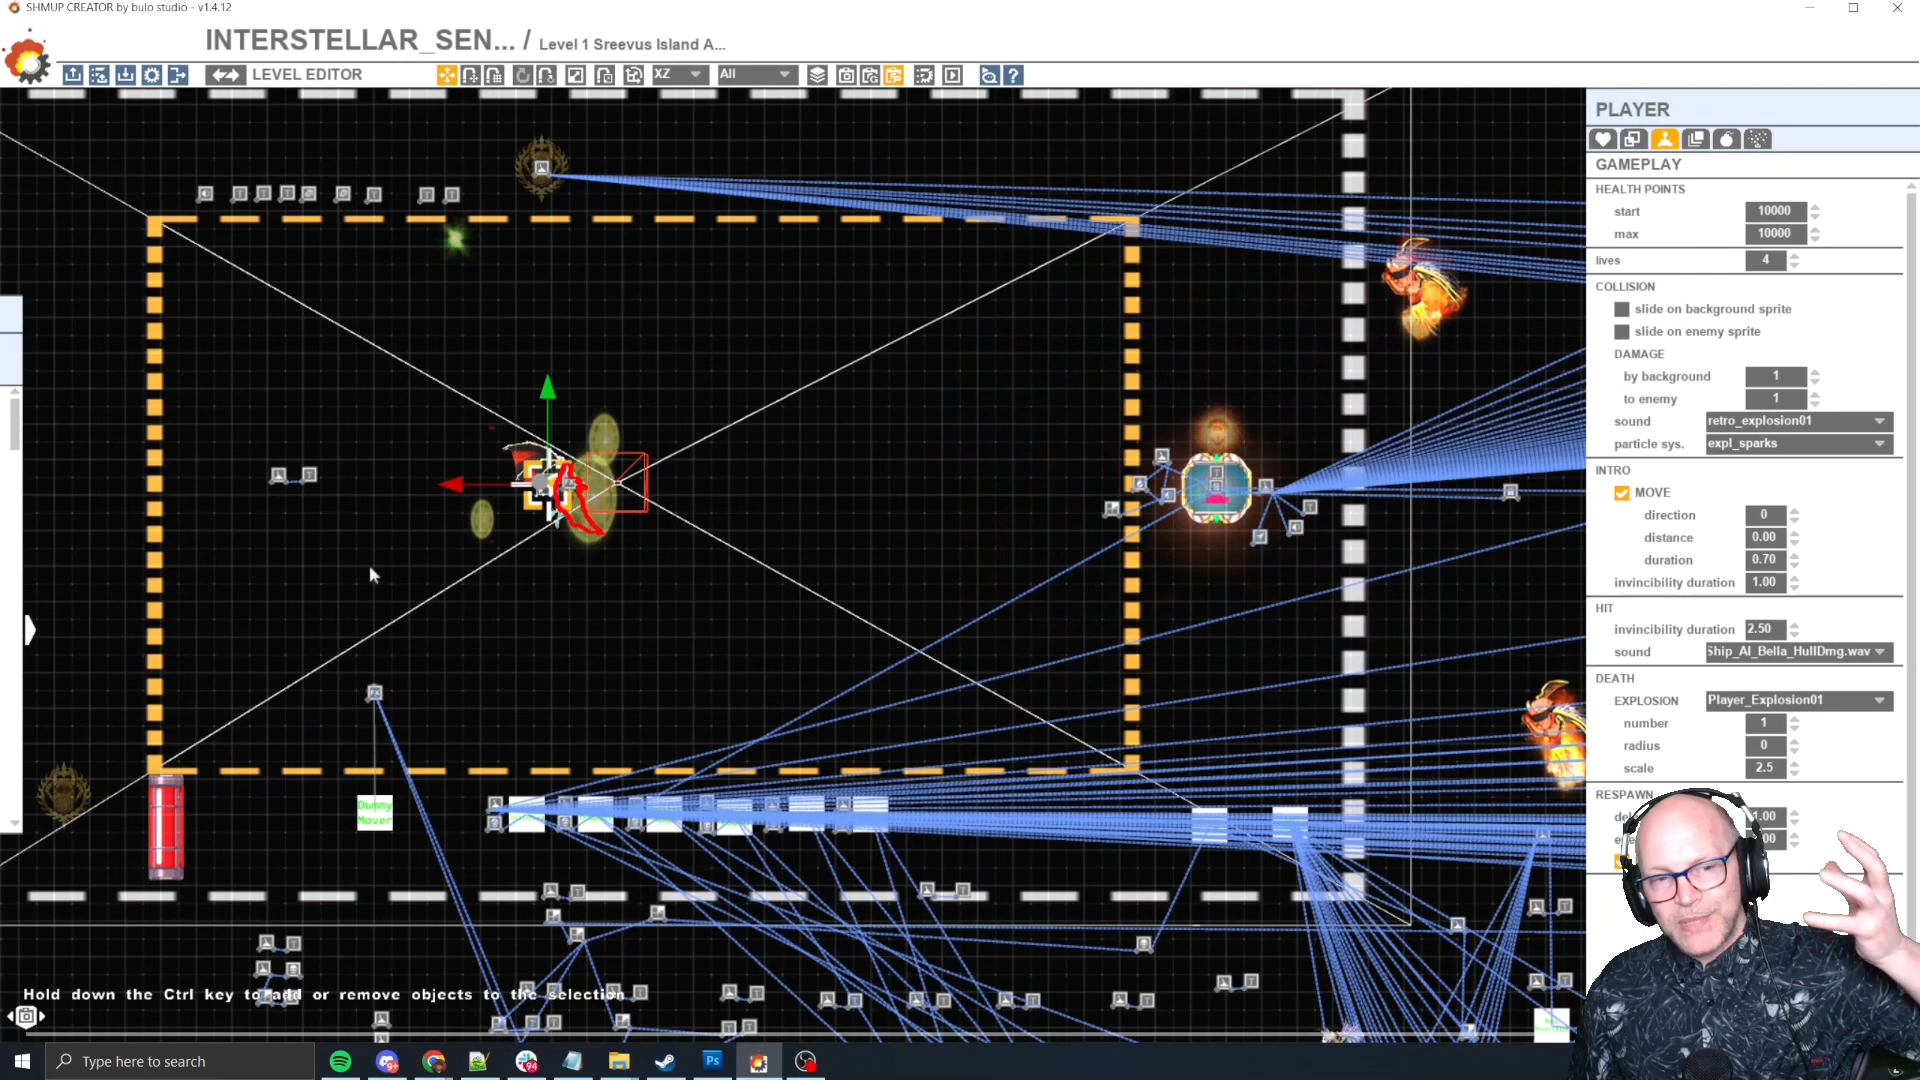 SHMUP CREATOR by bulo studio - v1.4.12
INTERSTELLAR_SEN... / Level 1 Sreevus Island A...
LEVEL EDITOR
XZ
All
PLAYER
GAMEPLAY
HEALTH POINTS
start 10000
max 10000
lives 4
COLLISION
slide on background sprite
slide on enemy sprite
DAMAGE
by background 1
to enemy 1
sound retro_explosion01
particle sys. expl_sparks
INTRO
MOVE
direction 0
distance 0.00
duration 0.70
invincibility duration 1.00
HIT
invincibility duration 2.50
sound Ship_AI_Bella_HullDmg.wav
DEATH
EXPLOSION Player_Explosion01
number 1
radius 0
scale 2.5
RESPAWN
Dummy
Mover
Hold down the Ctrl key to add or remove objects to the selection
Type here to search
9+
94
Ps